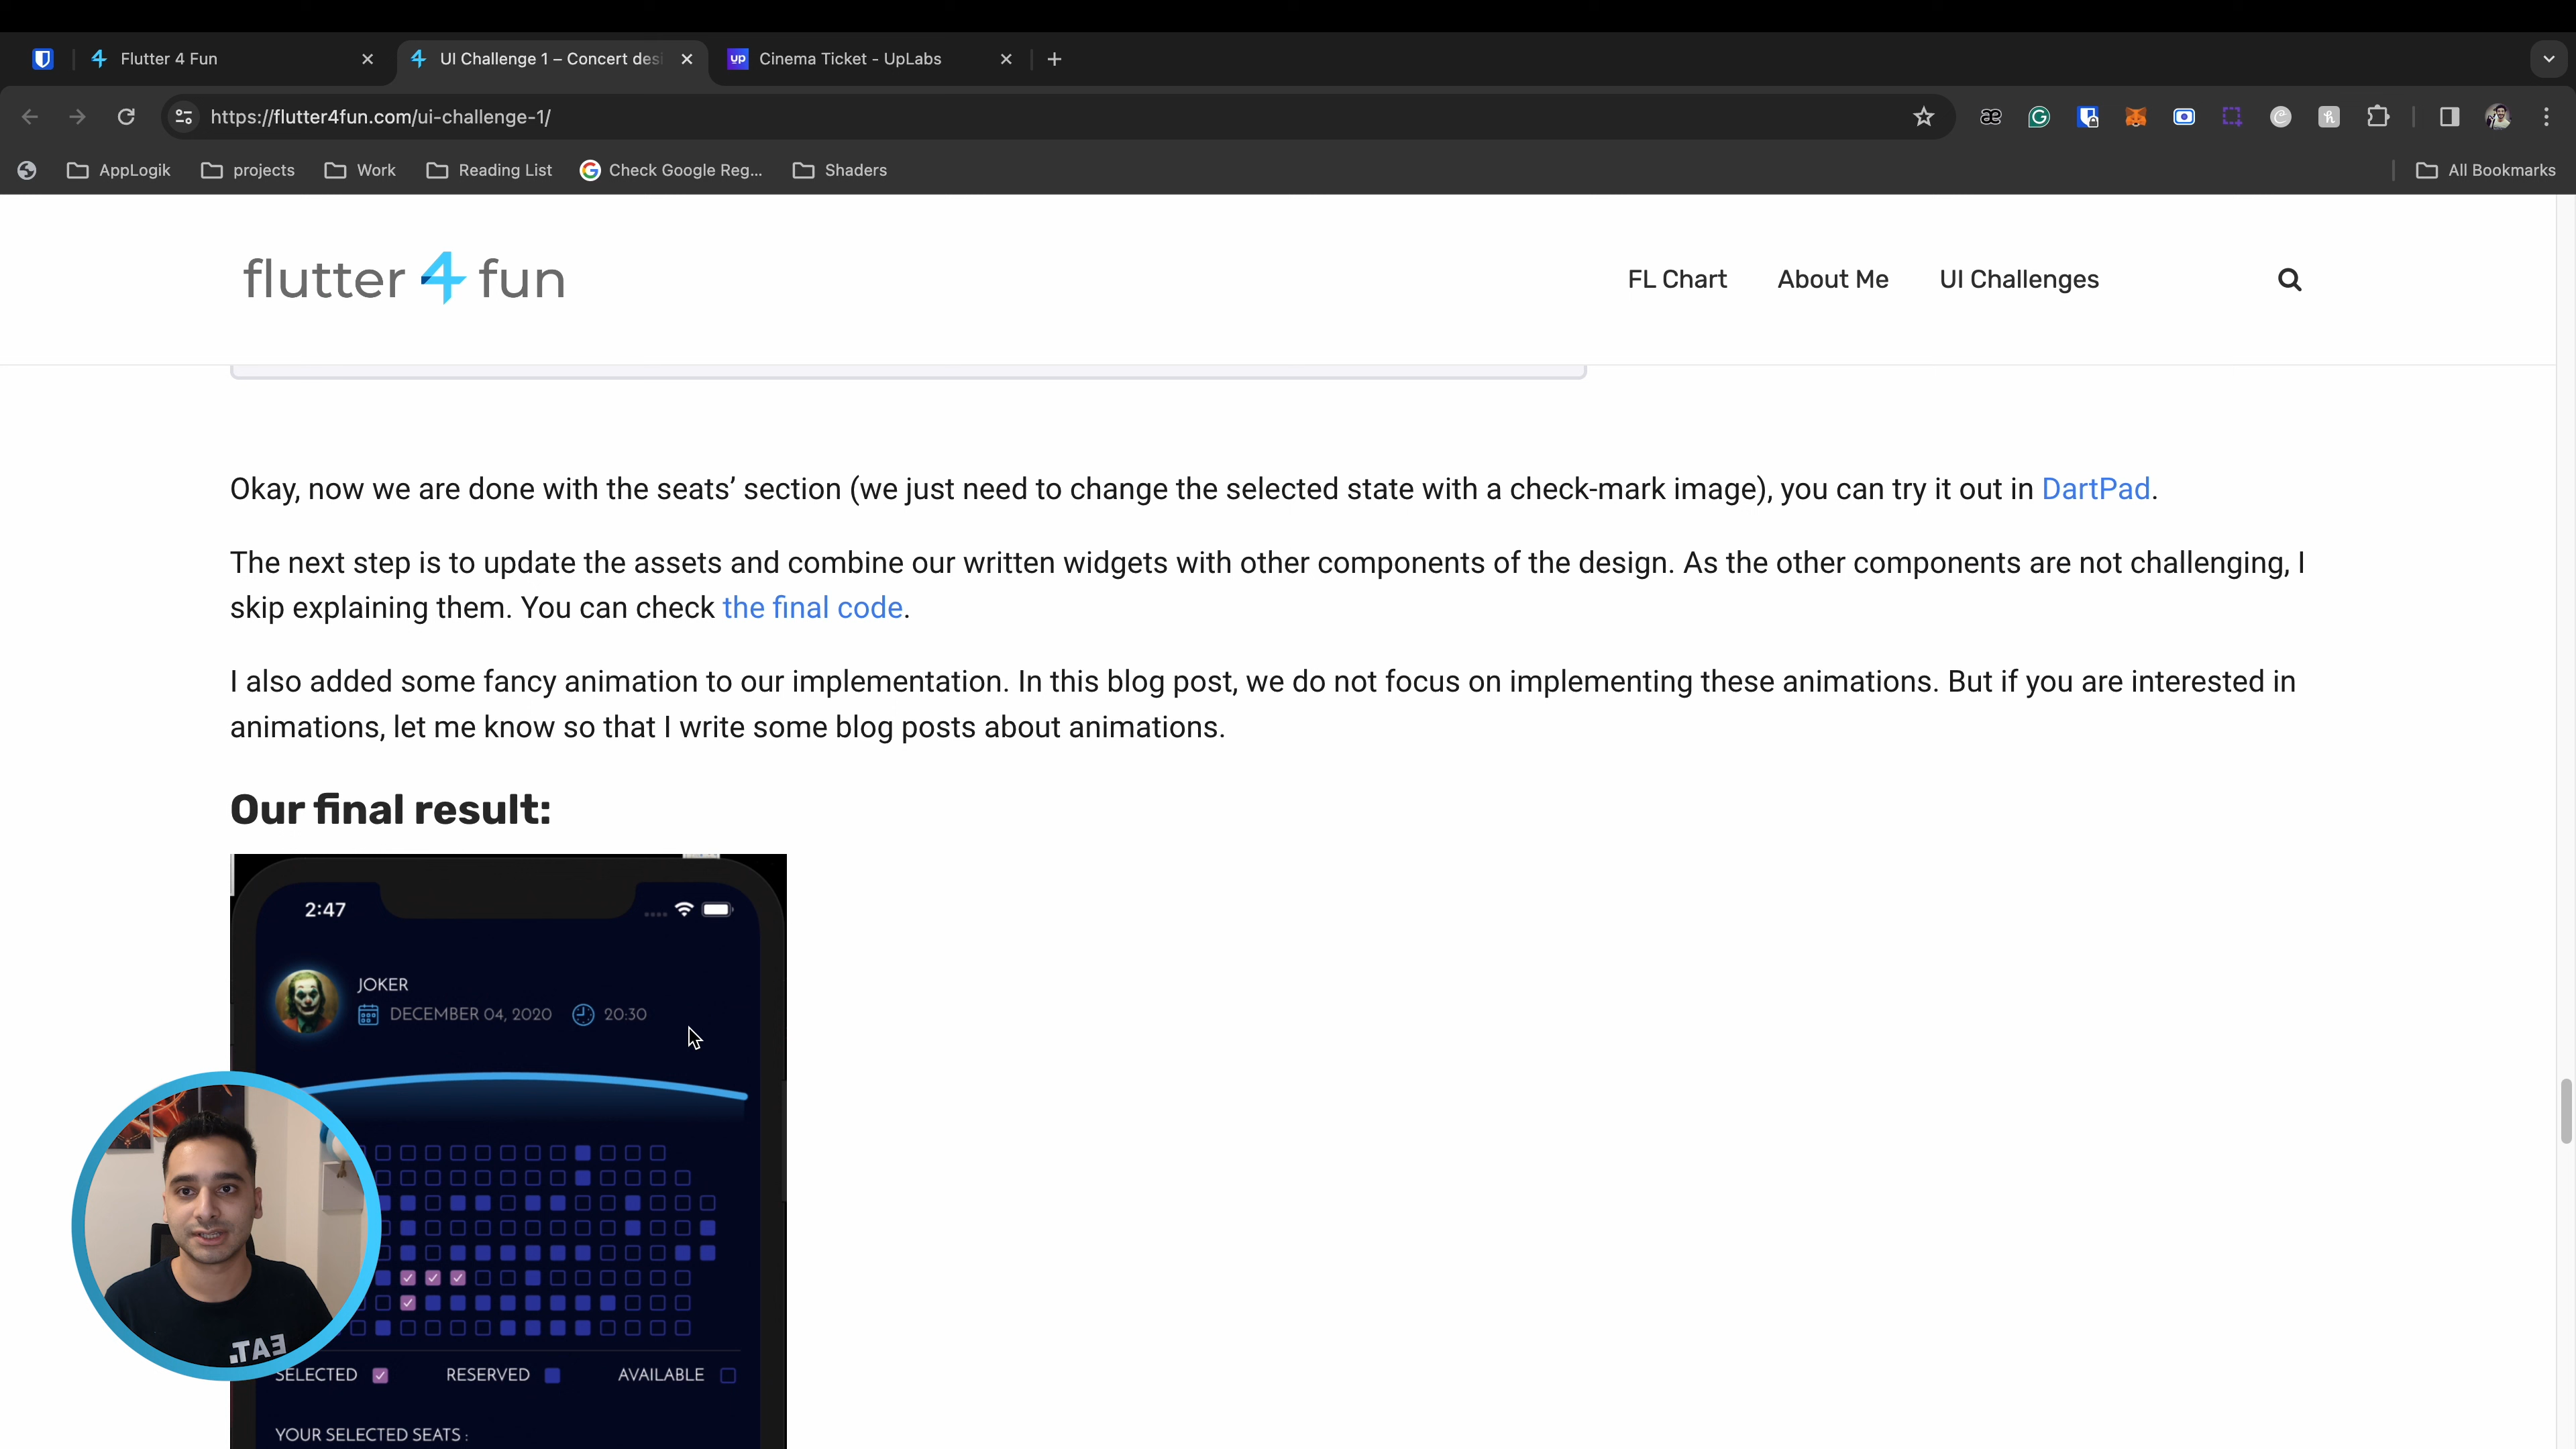 Flutter 4 Fun
UI Challenge 1 – Concert des
up
Cinema Ticket - UpLabs
https://flutter4fun.com/ui-challenge-1/
AppLogik
projects
Work
Reading List
Check Google Reg...
Shaders
All Bookmarks
flutter 4 fun
FL Chart
About Me
UI Challenges
Okay, now we are done with the seats’ section (we just need to change the selected state with a check-mark image), you can try it out in DartPad.
The next step is to update the assets and combine our written widgets with other components of the design. As the other components are not challenging, I
skip explaining them. You can check the final code.
I also added some fancy animation to our implementation. In this blog post, we do not focus on implementing these animations. But if you are interested in
animations, let me know so that I write some blog posts about animations.
Our final result:
2:47
JOKER
DECEMBER 04, 2020
20:30
EAT.
SELECTED
RESERVED
AVAILABLE
YOUR SELECTED SEATS :